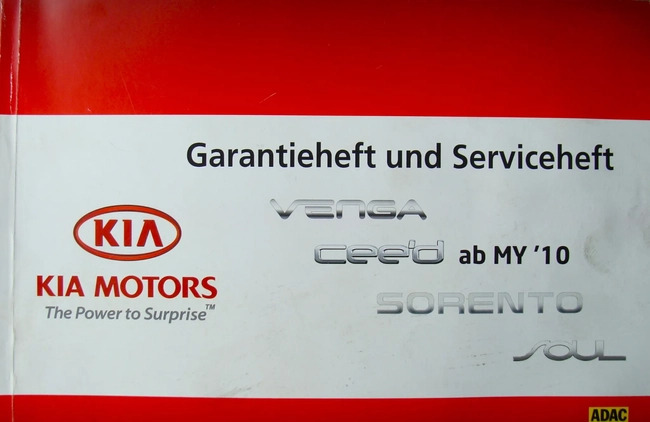 Garantieheft und Serviceheft
VENGA
KIA
cee'd ab MY '10
KIA MOTORS
The Power to Surprise™
SORENTO
SOUL
ADAC